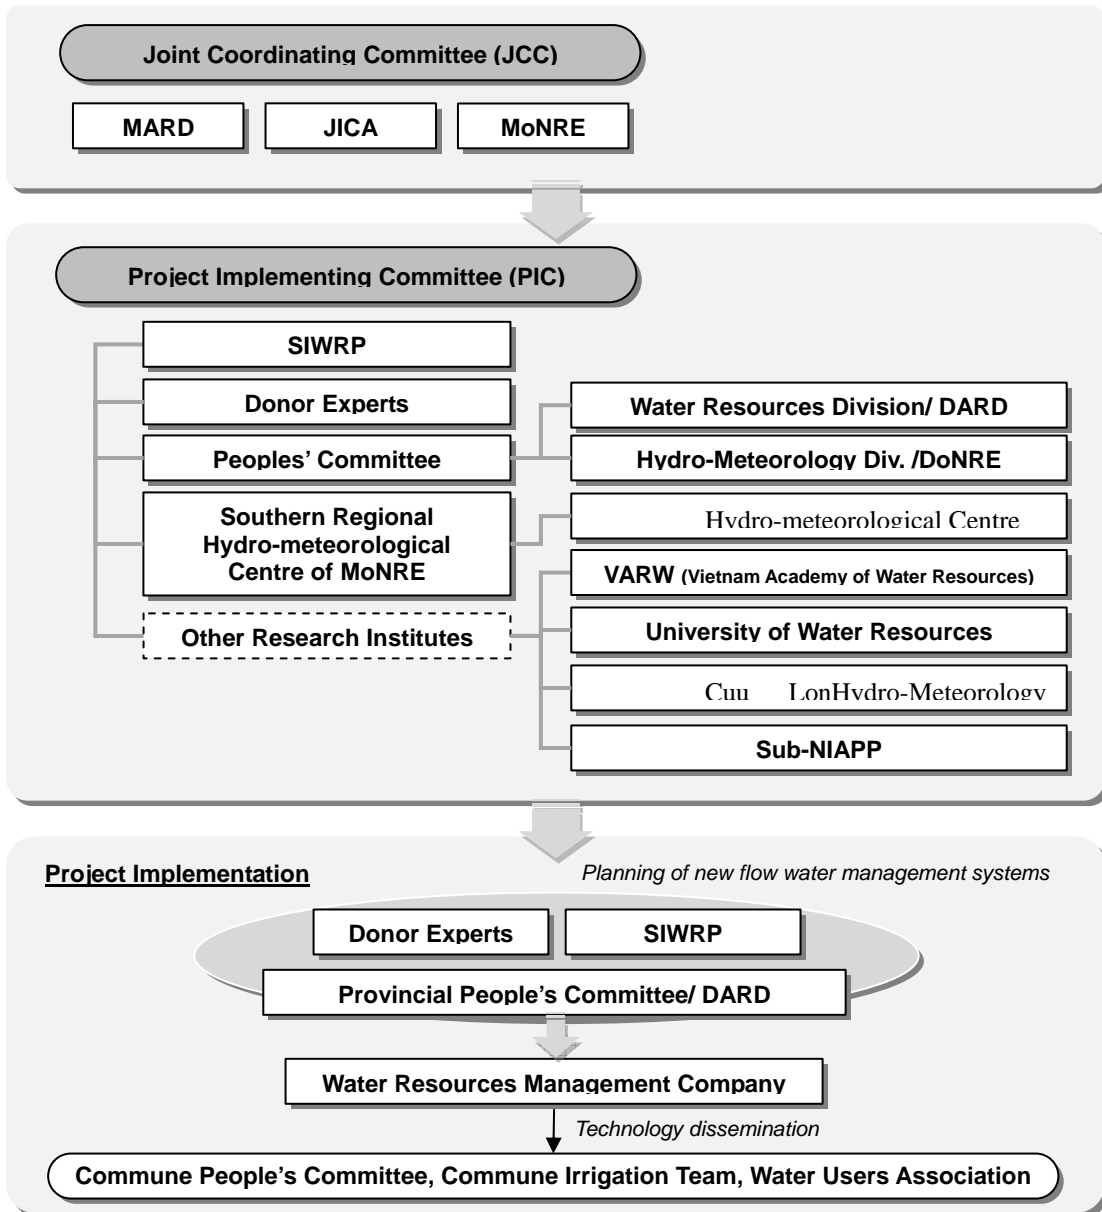 Joint Coordinating Committee (JCC)
MARD
JICA
MoNRE
Project Implementing Committee (PIC)
SIWRP
Donor Experts
Peoples' Committee
Southern Regional
Hydro-meteorological
Centre of MoNRE
Other Research Institutes
Water Resources Division/ DARD
Hydro-Meteorology Div. /DoNRE
Hydro-meteorological Centre
VARW (Vietnam Academy of Water Resources)
University of Water Resources
Cuu LonHydro-Meteorology
Sub-NIAPP
Project Implementation
Planning of new flow water management systems
Donor Experts
SIWRP
Provincial People's Committee/ DARD
Water Resources Management Company
Technology dissemination
Commune People's Committee, Commune Irrigation Team, Water Users Association